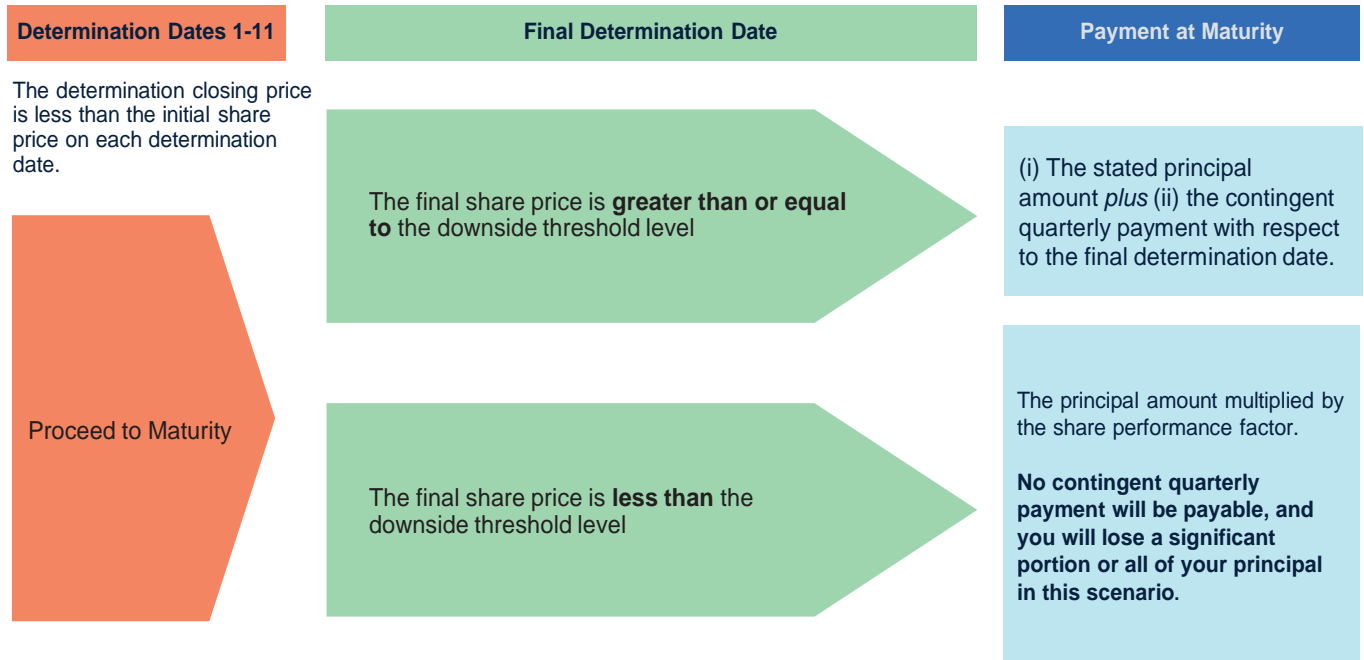 Determination Dates 1-11
Final Determination Date
Payment at Maturity
The determination closing price
is less than the initial share
price on each determination
date.
Proceed to Maturity
The final share price is greater than or equal
to the downside threshold level
(i) The stated principal
amount plus (ii) the contingent
quarterly payment with respect
to the final determination date.
The final share price is less than the
downside threshold level
The principal amount multiplied by
the share performance factor.
No contingent quarterly
payment will be payable, and
you will lose a significant
portion or all of your principal
in this scenario.